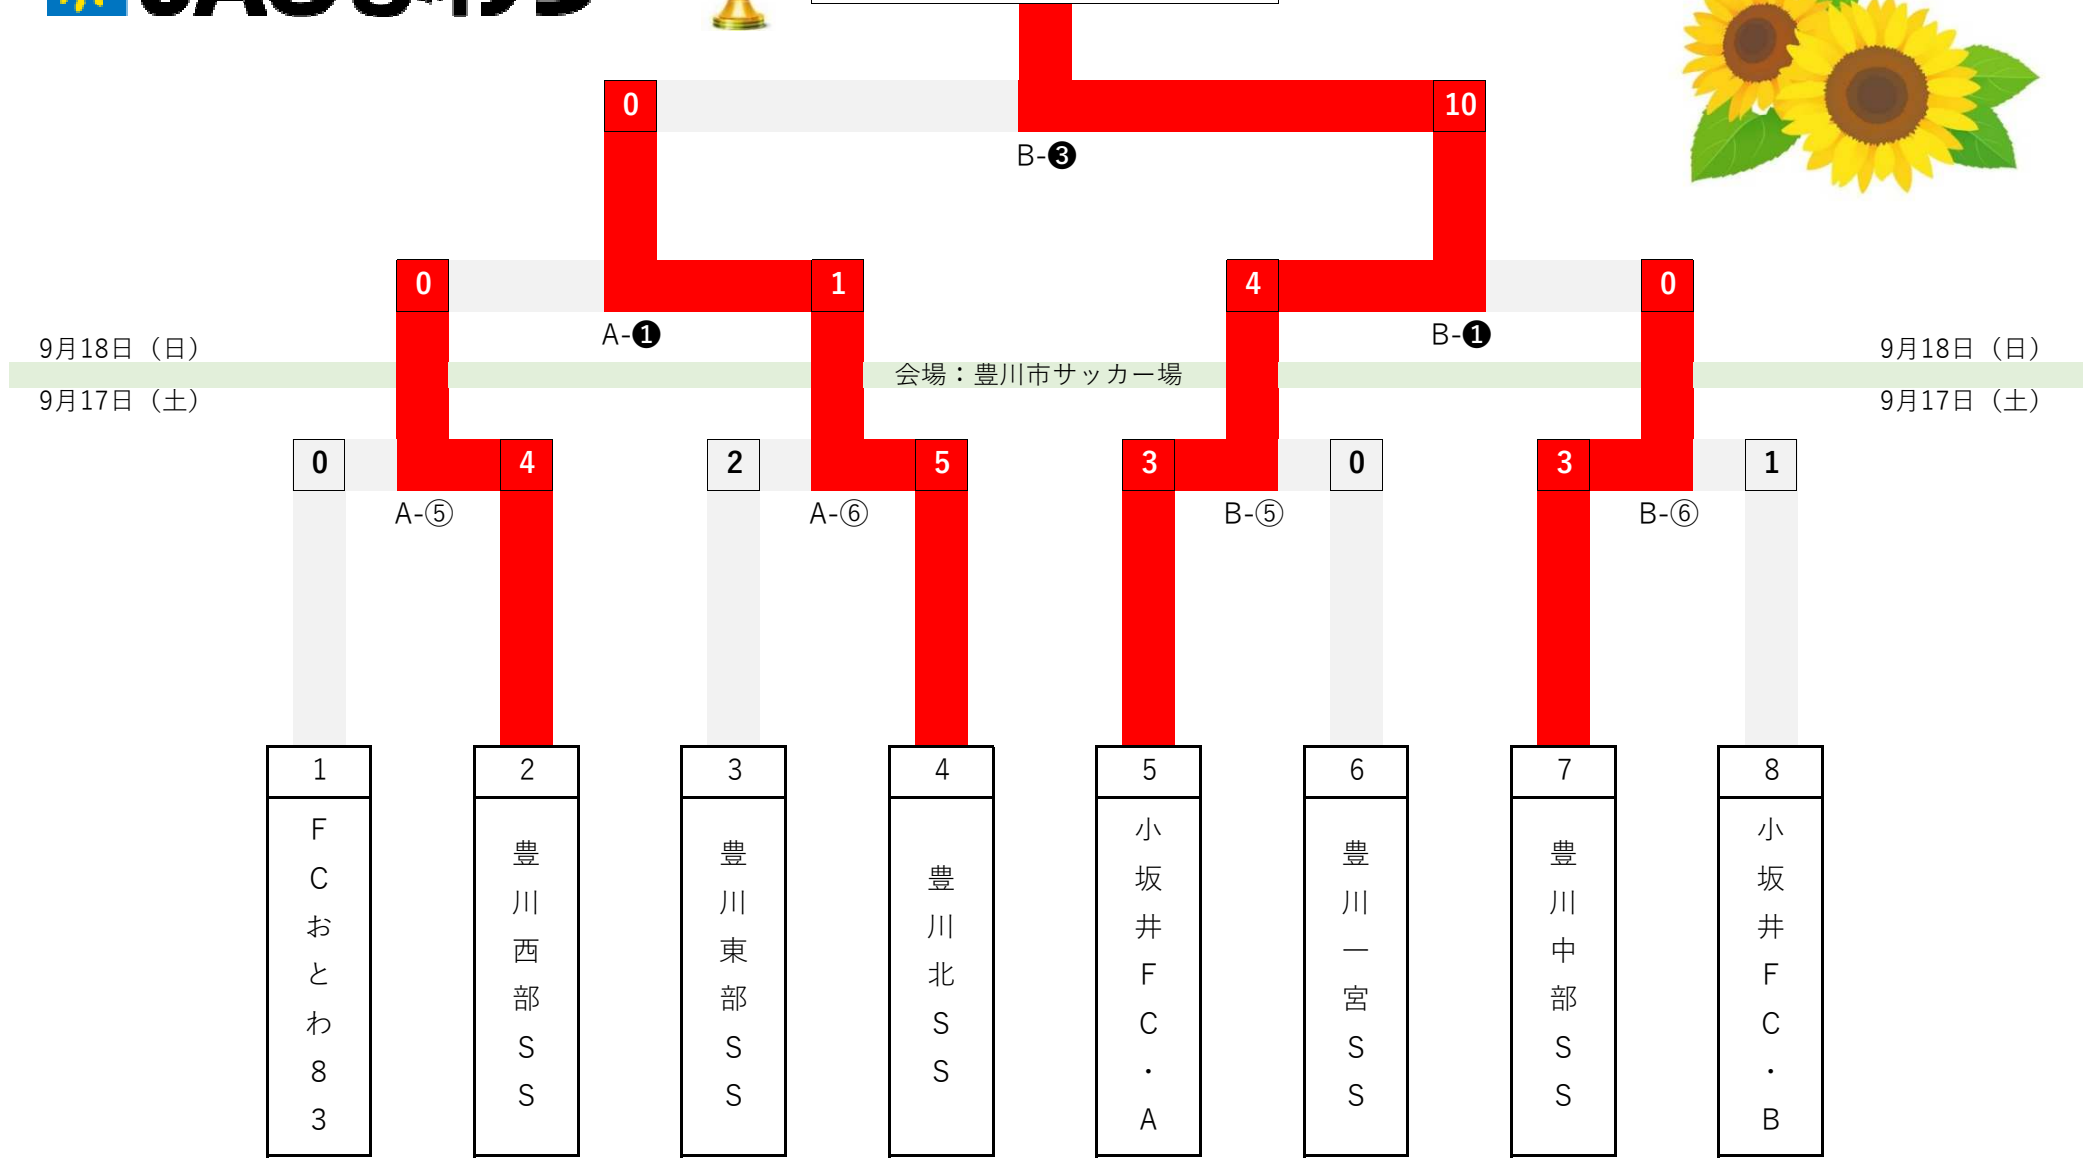 0
10
B-❸
0
1
4
0
A-❶
B-❶
9月18日（日）
9月18日（日）
会場：豊川市サッカー場
9月17日（土）
9月17日（土）
0
4
2
5
3
0
3
1
A-⑤
A-⑥
B-⑤
B-⑥
1
2
3
4
5
6
7
8
FCおとわ83
豊川西部SS
豊川東部SS
豊川北SS
小坂井FC・A
豊川一宮SS
豊川中部SS
小坂井FC・B